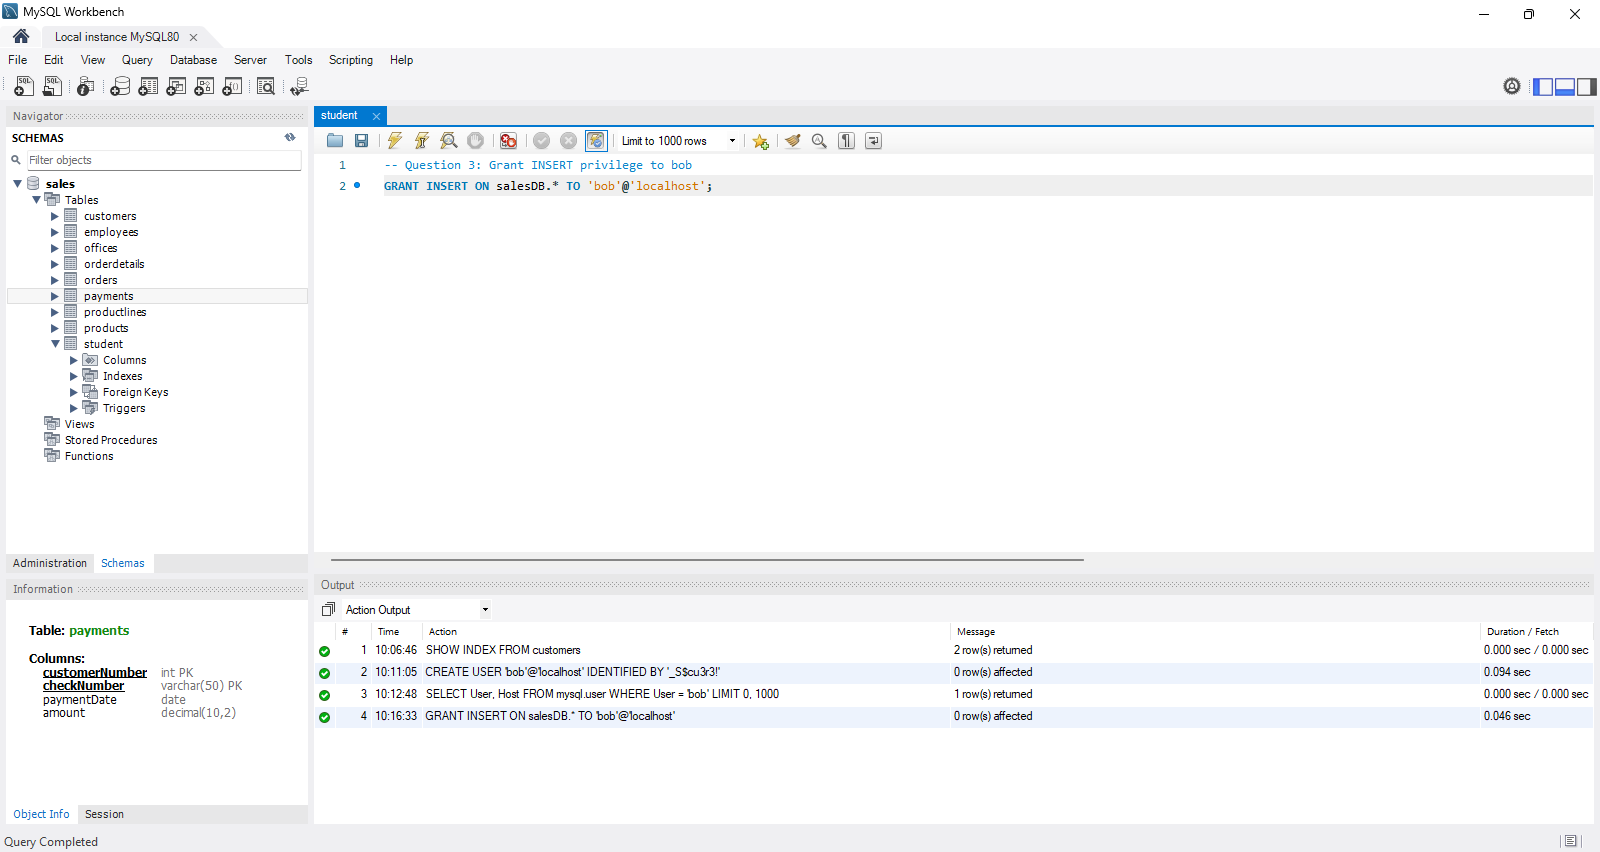 MySQL Workbench
Local instance MySQL80
File Edit View Query Database Server Tools Scripting Help
Navigator
SCHEMAS
Filter objects
sales
Tables
customers
employees
offices
orderdetails
orders
payments
productlines
products
student
Columns
Indexes
Foreign Keys
Triggers
Views
Stored Procedures
Functions
Administration Schemas
Information
Table: payments
Columns:
customerNumber int PK
checkNumber varchar(50) PK
paymentDate date
amount decimal(10,2)
Object Info Session
student
Limit to 1000 rows
1 -- Question 3: Grant INSERT privilege to bob
2 GRANT INSERT ON salesDB.* TO 'bob'@'localhost';
Output
Action Output
# Time Action Message Duration / Fetch
1 10:06:46 SHOW INDEX FROM customers 2 row(s) returned 0.000 sec / 0.000 sec
2 10:11:05 CREATE USER 'bob'@'localhost' IDENTIFIED BY '_S$cu3r3!' 0 row(s) affected 0.094 sec
3 10:12:48 SELECT User, Host FROM mysql.user WHERE User = 'bob' LIMIT 0, 1000 1 row(s) returned 0.000 sec / 0.000 sec
4 10:16:33 GRANT INSERT ON salesDB.* TO 'bob'@'localhost' 0 row(s) affected 0.046 sec
Query Completed